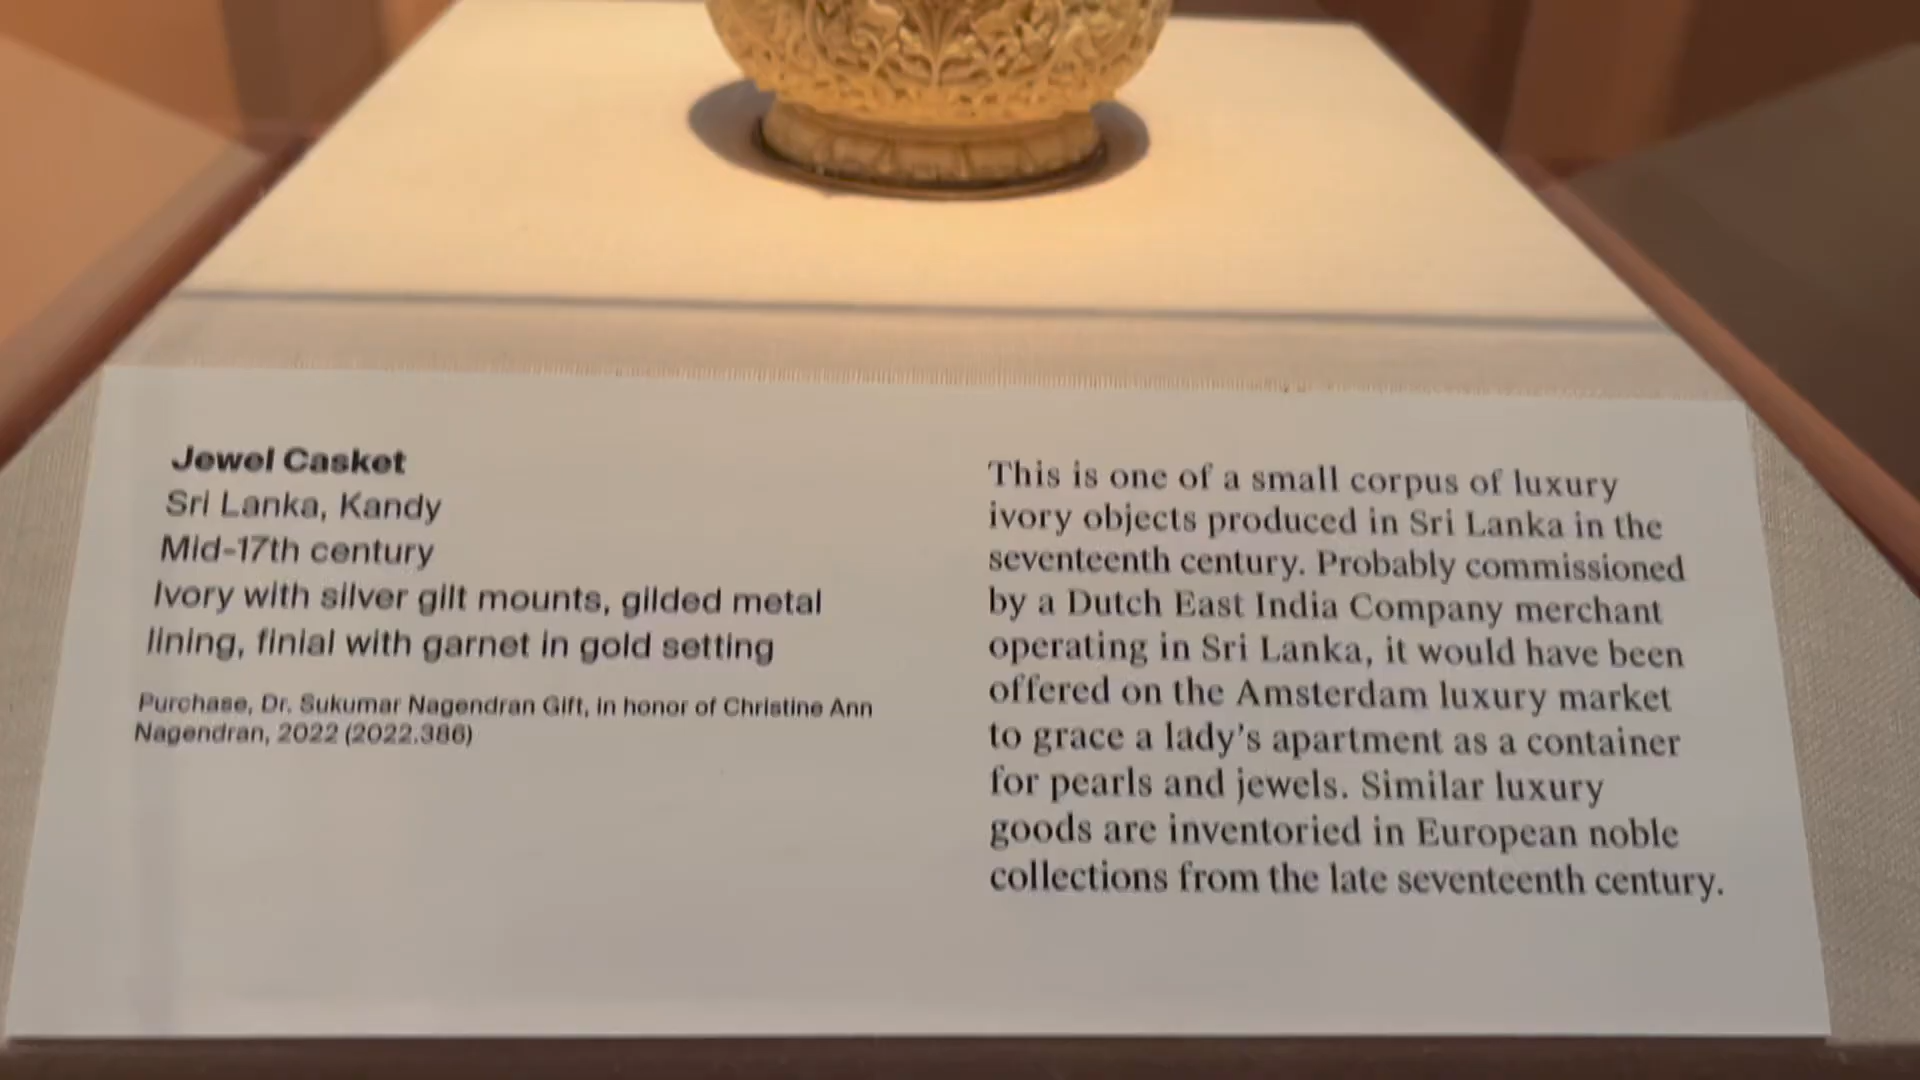 Jewel Casket
Sri Lanka, Kandy
Mid-17th century
Ivory with silver gilt mounts, gilded metal
lining, finial with garnet in gold setting
Purchase, Dr. Sukumar Nagendran Gift, in honor of Christine Ann
Nagendran, 2022 (2022.386)
This is one of a small corpus of luxury
ivory objects produced in Sri Lanka in the
seventeenth century. Probably commissioned
by a Dutch East India Company merchant
operating in Sri Lanka, it would have been
offered on the Amsterdam luxury market
to grace a lady’s apartment as a container
for pearls and jewels. Similar luxury
goods are inventoried in European noble
collections from the late seventeenth century.